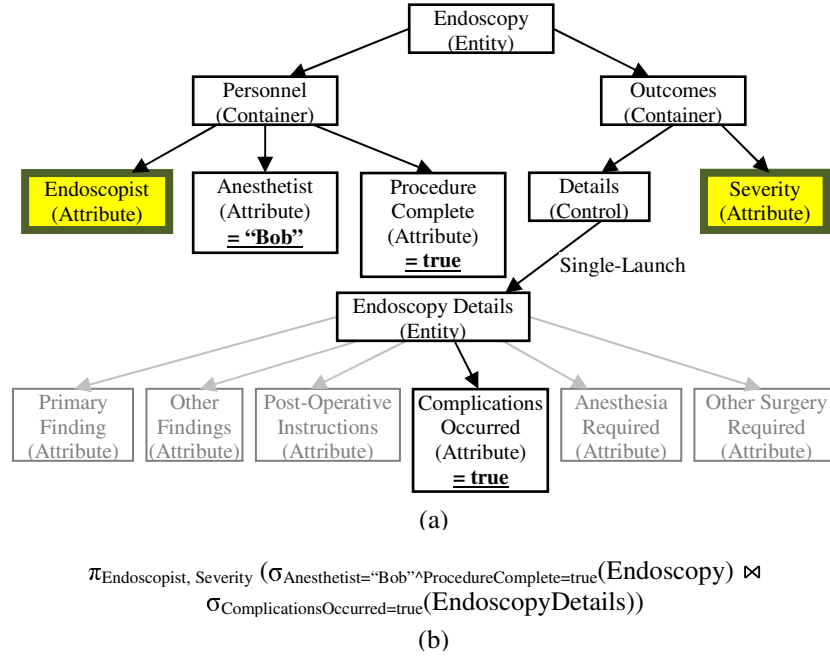 Endoscopy
(Entity)
Personnel
(Container)
Outcomes
(Container)
Endoscopist
(Attribute)
Anesthetist
(Attribute)
= “Bob”
Procedure
Complete
(Attribute)
= true
Details
(Control)
Severity
(Attribute)
Single-Launch
Endoscopy Details
(Entity)
Primary
Finding
(Attribute)
Other
Findings
(Attribute)
Post-Operative
Instructions
(Attribute)
Complications
Occurred
(Attribute)
= true
Anesthesia
Required
(Attribute)
Other Surgery
Required
(Attribute)
(a)
πEndoscopist, Severity (σAnesthetist=“Bob”^ProcedureComplete=true(Endoscopy) ⋈
σComplicationsOccurred=true(EndoscopyDetails))
(b)